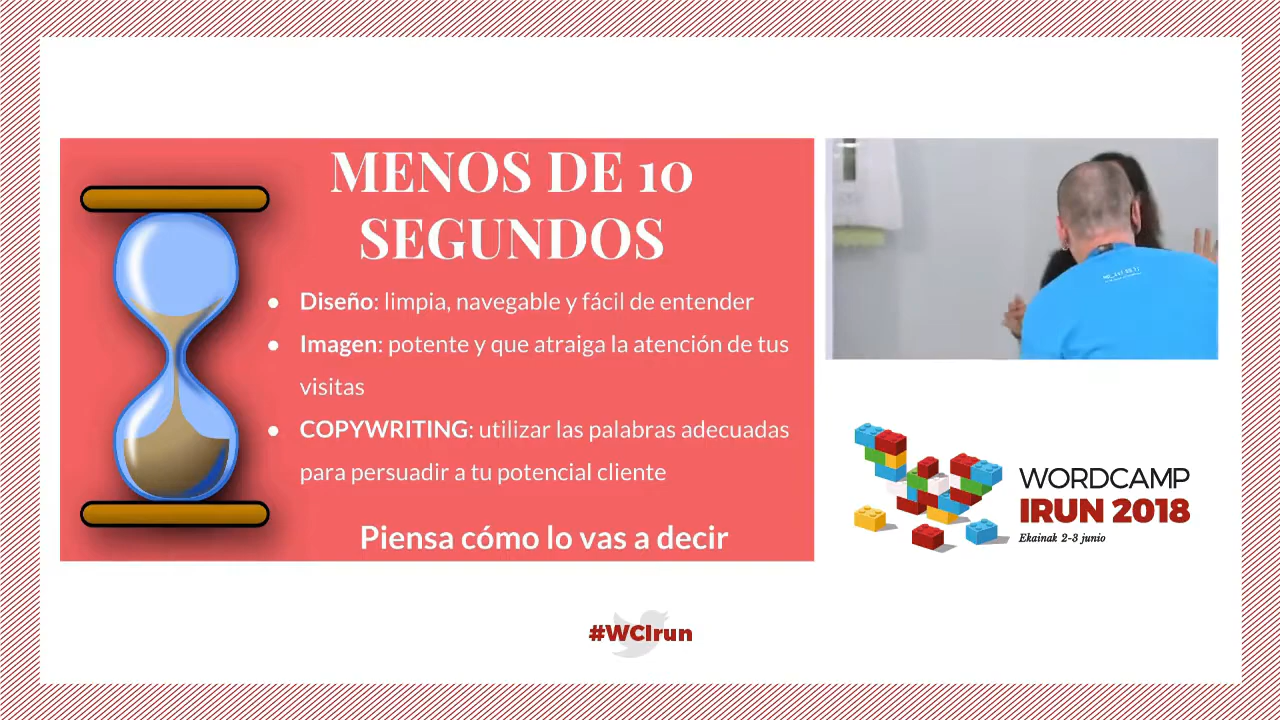 MENOS DE 10
SEGUNDOS
● Diseño: limpia, navegable y fácil de entender
● Imagen: potente y que atraiga la atención de tus
visitas
● COPYWRITING: utilizar las palabras adecuadas
para persuadir a tu potencial cliente
Piensa cómo lo vas a decir
WORDCAMP
IRUN 2018
Ekainak 2-3 junio
#WCIrun